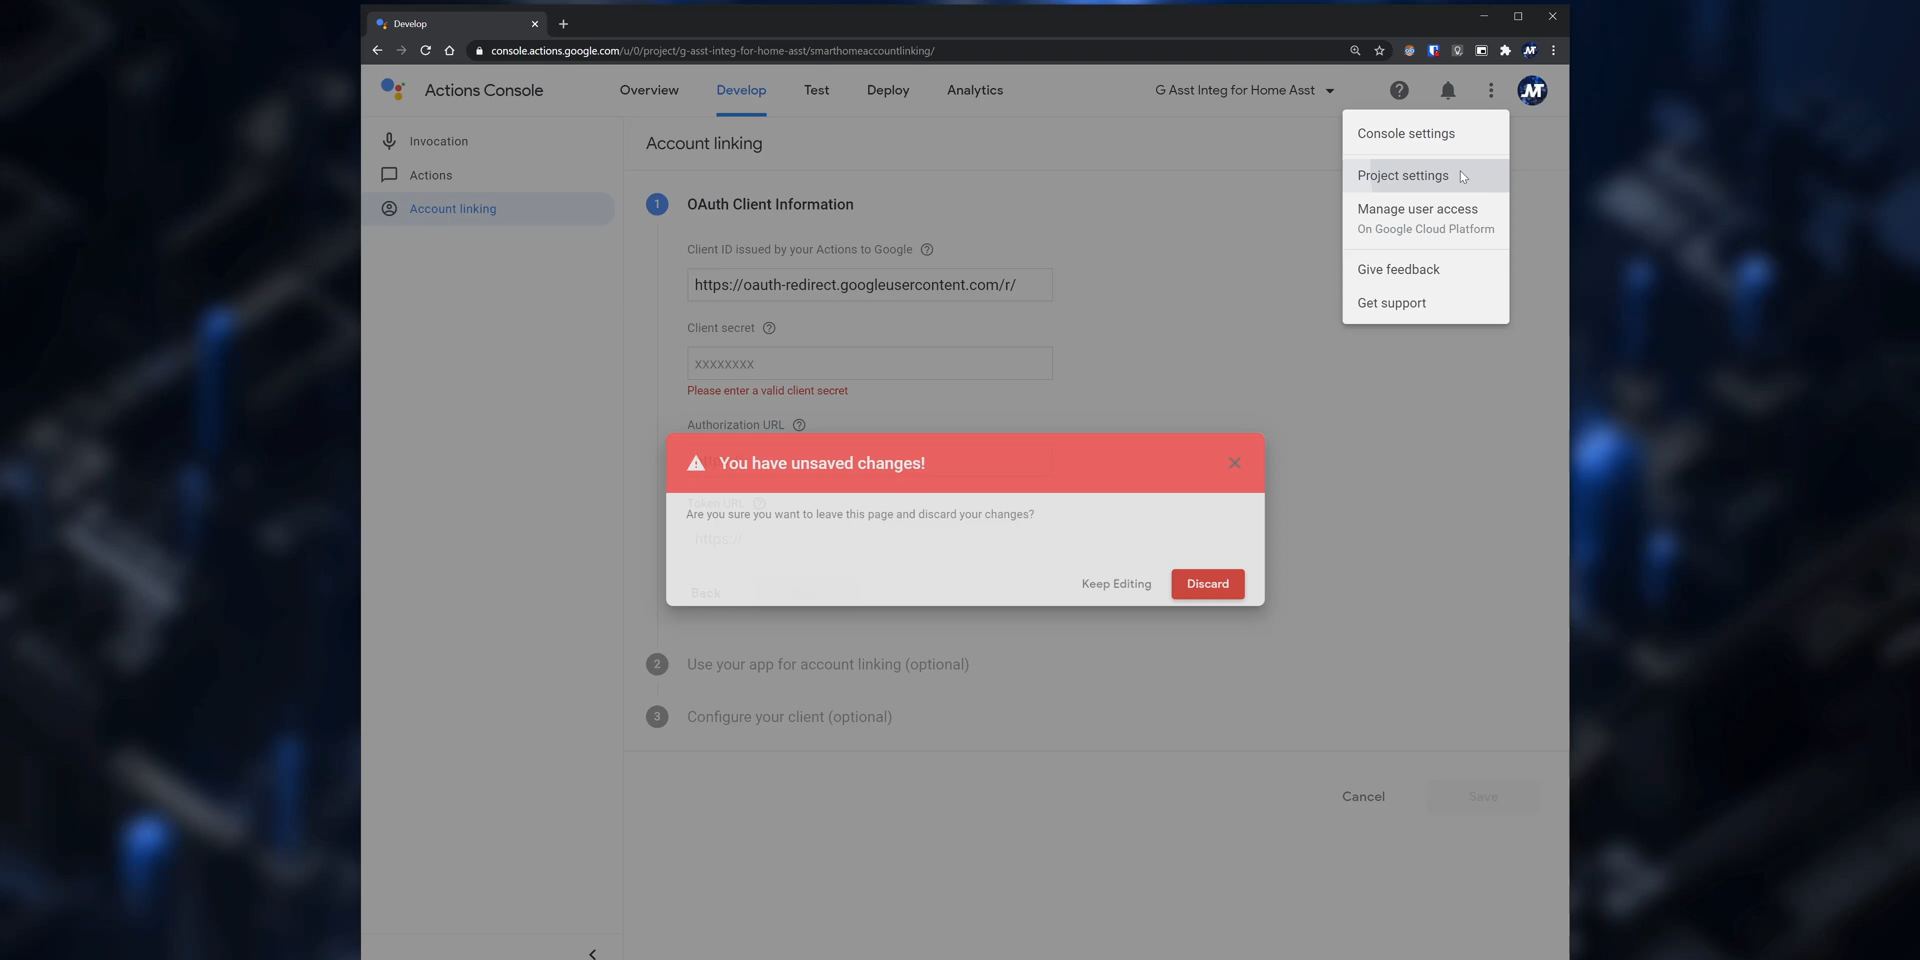 Develop
console.actions.google.com/u/0/project/g-asst-integ-for-home-asst/smarthomeaccountlinking/
Actions Console
Overview
Develop
Test
Deploy
Analytics
G Asst Integ for Home Asst
Invocation
Actions
Account linking
Account linking
Console settings
Project settings
Manage user access
On Google Cloud Platform
Give feedback
Get support
1 OAuth Client Information
Client ID issued by your Actions to Google
https://oauth-redirect.googleusercontent.com/r/
Client secret
xxxxxxxx
Please enter a valid client secret
Authorization URL
You have unsaved changes!
Token URL
Are you sure you want to leave this page and discard your changes?
https://
Keep Editing
Discard
Back
2 Use your app for account linking (optional)
3 Configure your client (optional)
Cancel
Save